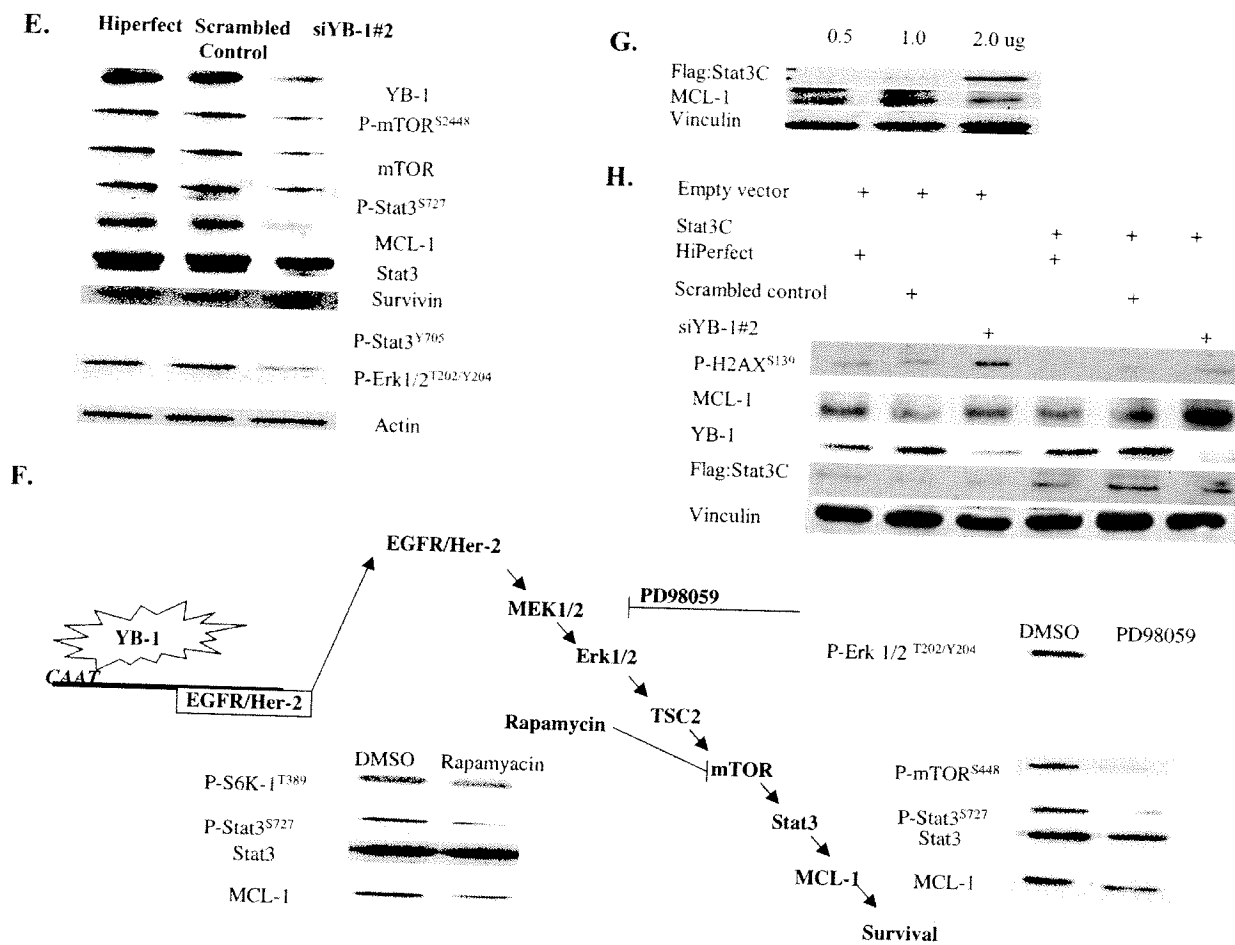 E.
Hiperfect Scrambled Control siYB-1#2
YB-1
P-mTOR^S2448
mTOR
P-Stat3^S727
MCL-1
Stat3
Survivin
P-Stat3^Y705
P-Erk1/2^T202/Y204
Actin
G.
0.5 1.0 2.0 ug
Flag:Stat3C
MCL-1
Vinculin
H.
Empty vector + + +
Stat3C + + +
HiPerfect + +
Scrambled control + +
siYB-1#2 + +
P-H2AX^S139
MCL-1
YB-1
Flag:Stat3C
Vinculin
F.
YB-1
CAAT
EGFR/Her-2
EGFR/Her-2
MEK1/2
PD98059
Erk1/2
TSC2
Rapamycin
mTOR
Stat3
MCL-1
Survival
DMSO Rapamyacin
P-S6K-1^T389
P-Stat3^S727
Stat3
MCL-1
DMSO PD98059
P-Erk 1/2 ^T202/Y204
P-mTOR^S448
P-Stat3^S727
Stat3
MCL-1